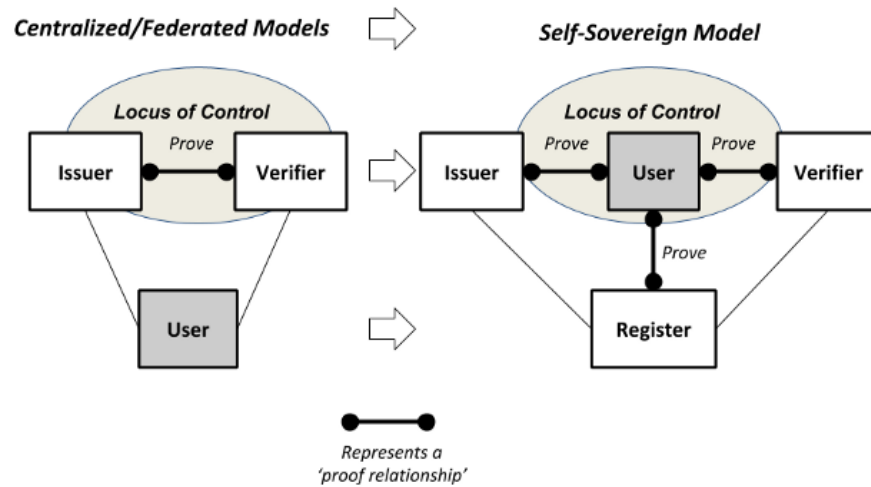 Centralized/Federated Models
Self-Sovereign Model
Locus of Control
Prove
Issuer
Verifier
User
Locus of Control
Prove
Prove
Issuer
User
Verifier
Prove
Register
Represents a
‘proof relationship’